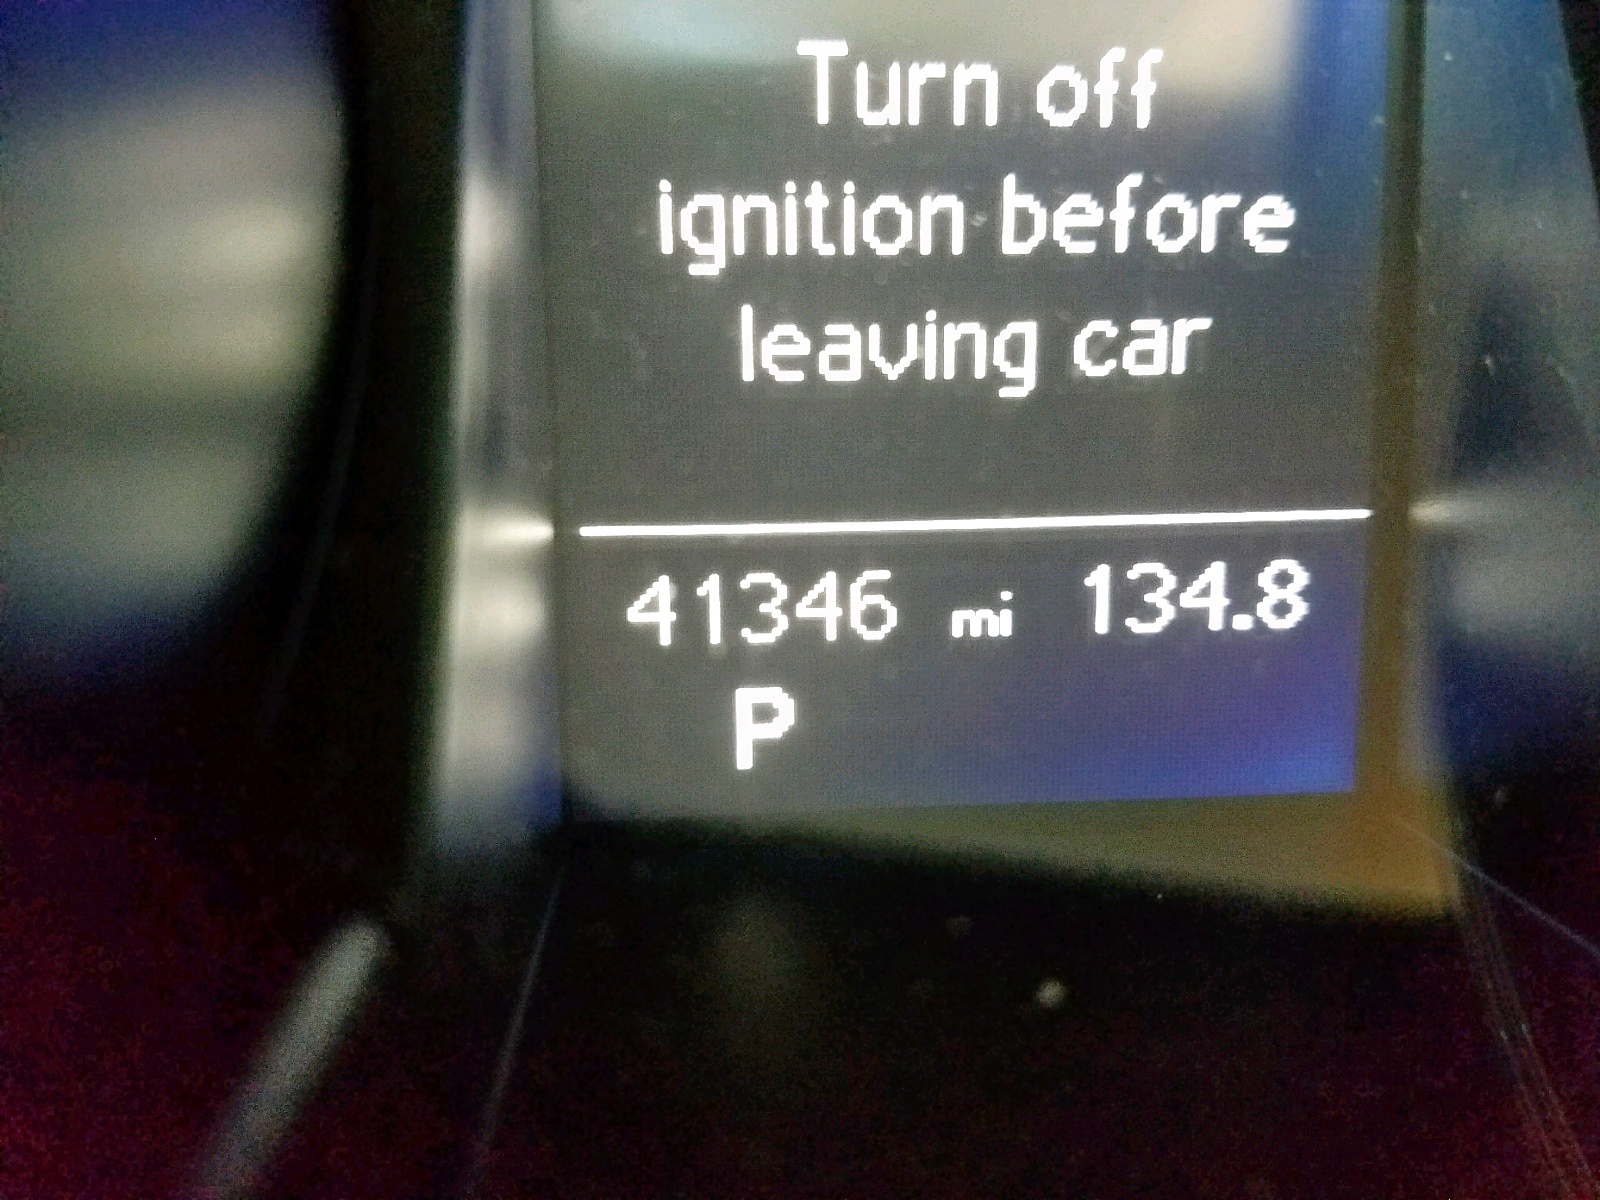 Turn off
ignition before
leaving car
41346 mi 134.8
P